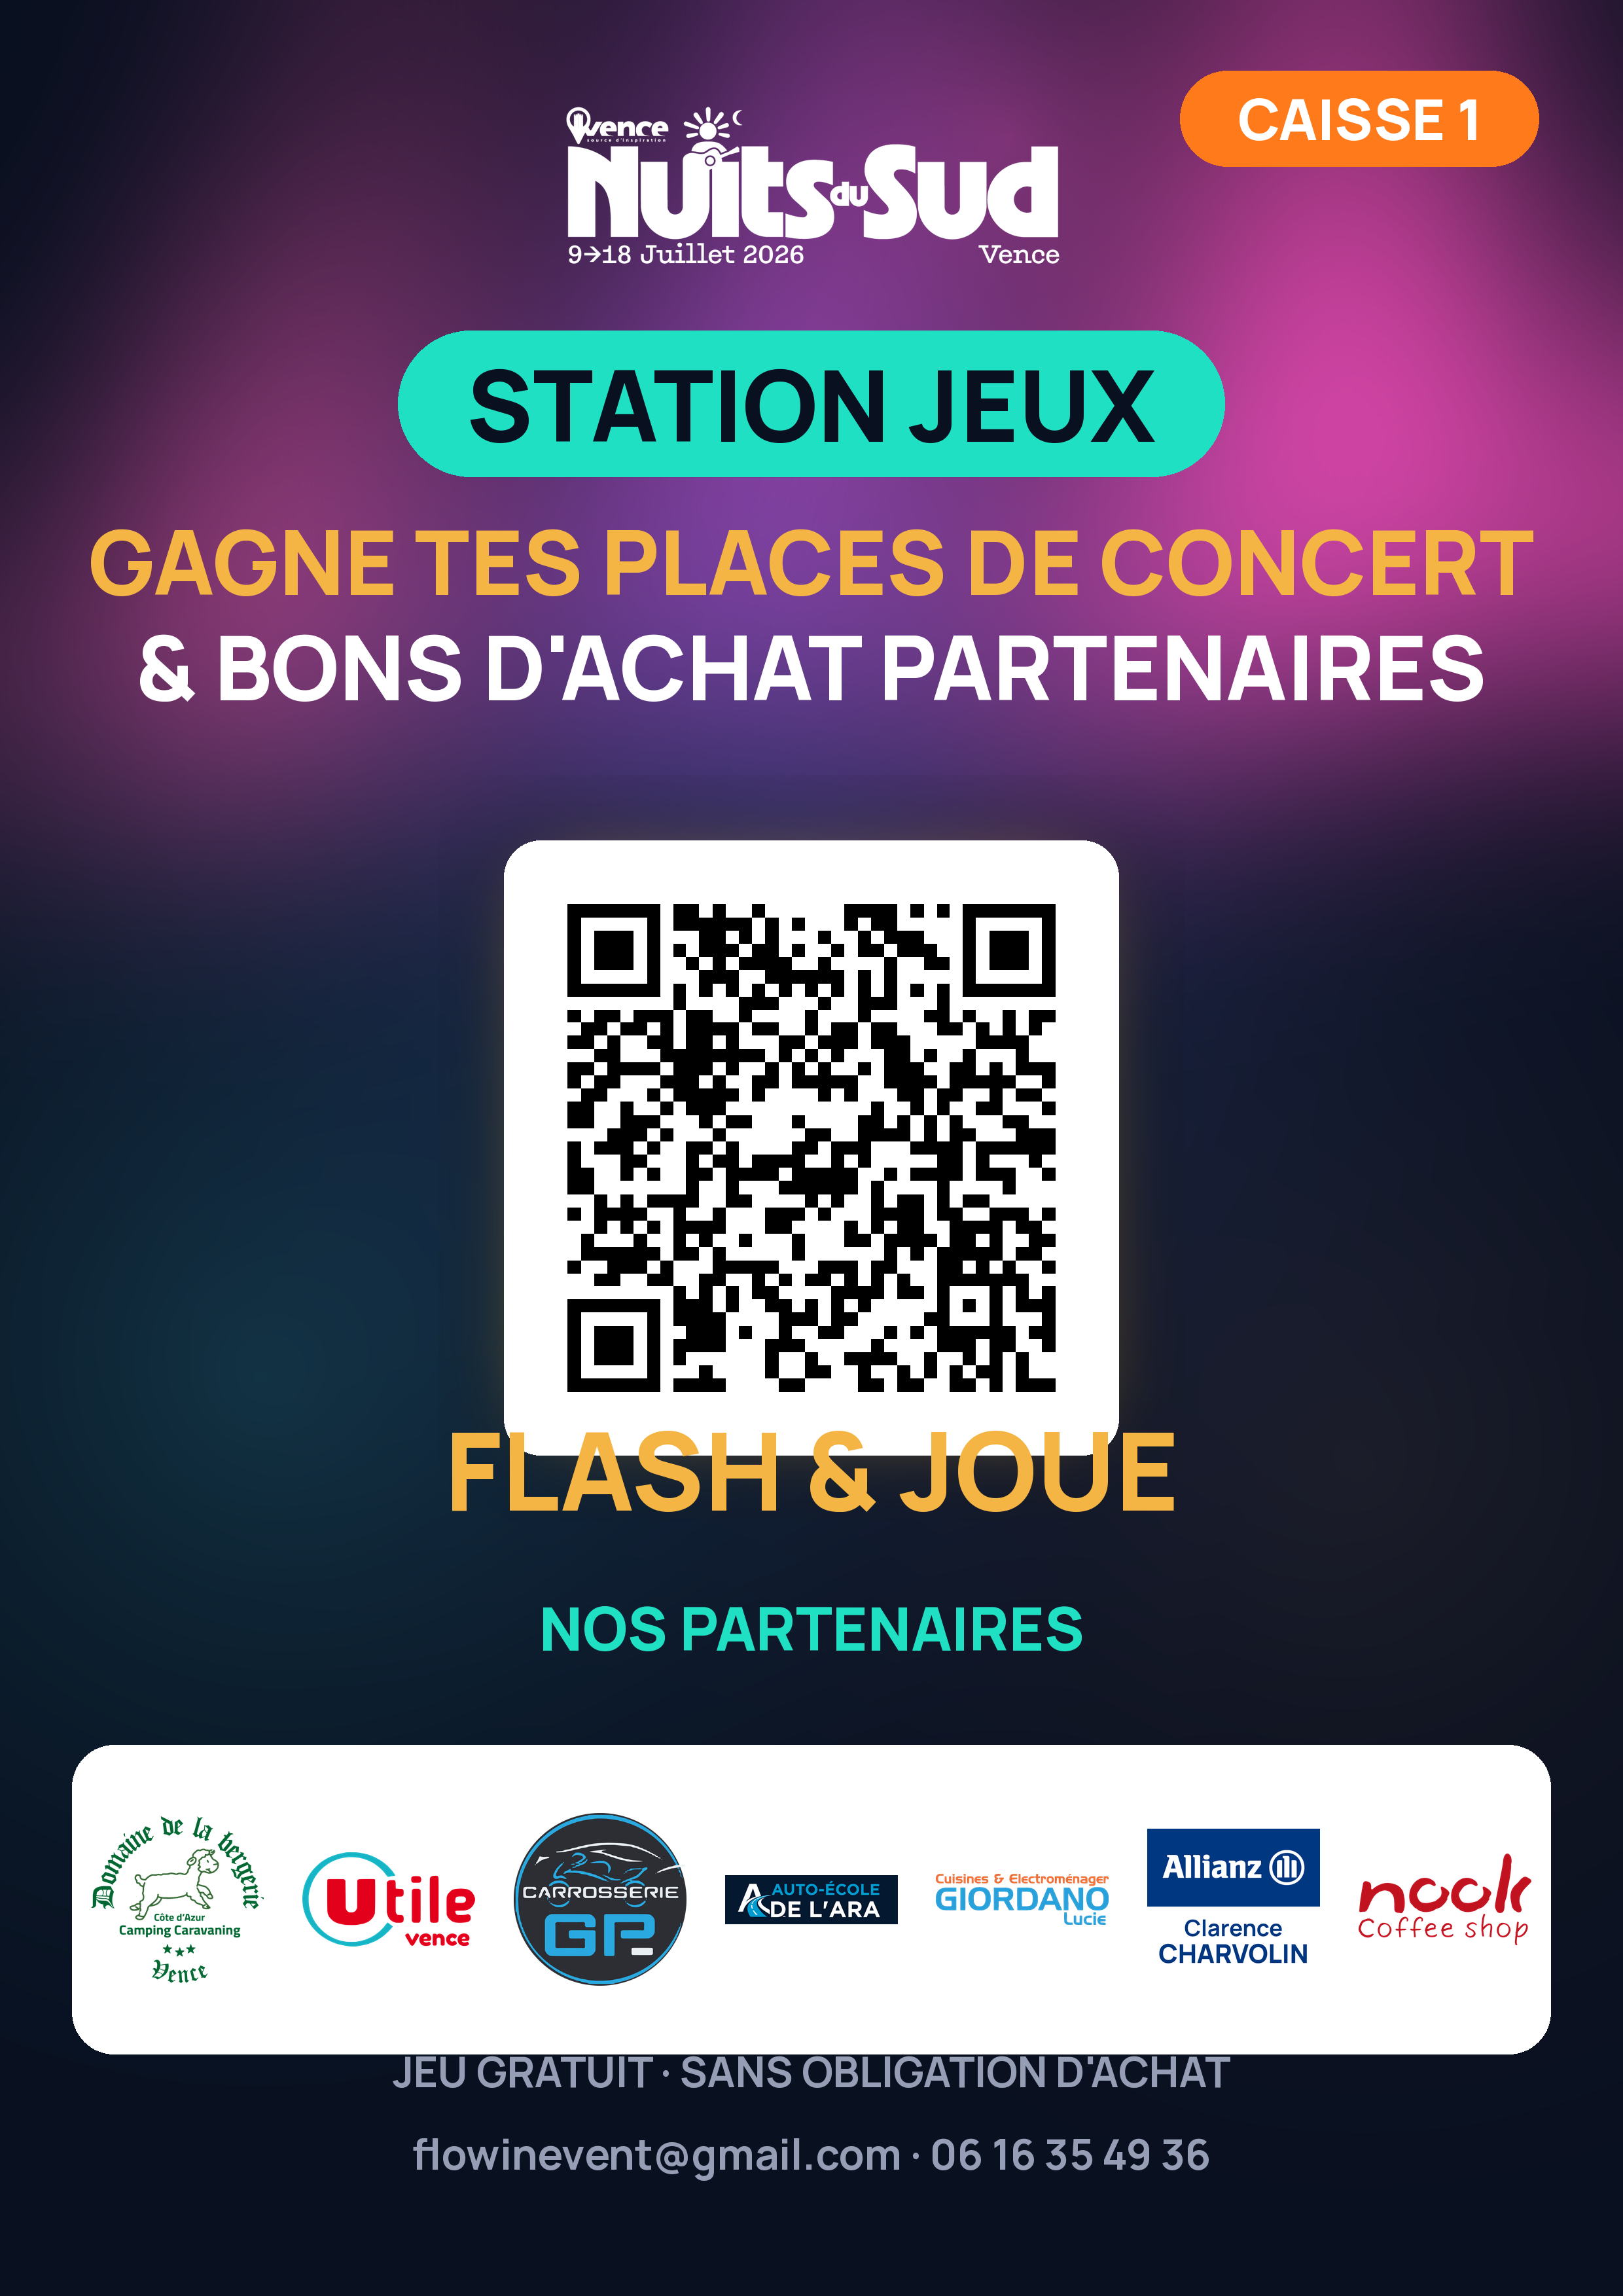 CAISSE 1
vence
source d'inspiration
Nuits du Sud
9→18 Juillet 2026 Vence
STATION JEUX
GAGNE TES PLACES DE CONCERT
& BONS D'ACHAT PARTENAIRES
FLASH & JOUE
NOS PARTENAIRES
Domaine de la bergerie
Côte d'Azur
Camping Caravaning
Vence
Utile
vence
CARROSSERIE
GP
AUTO-ÉCOLE
DE L'ARA
Cuisines & Electroménager
GIORDANO
Lucie
Allianz
Clarence
CHARVOLIN
nook
Coffee shop
JEU GRATUIT · SANS OBLIGATION D'ACHAT
flowinevent@gmail.com · 06 16 35 49 36